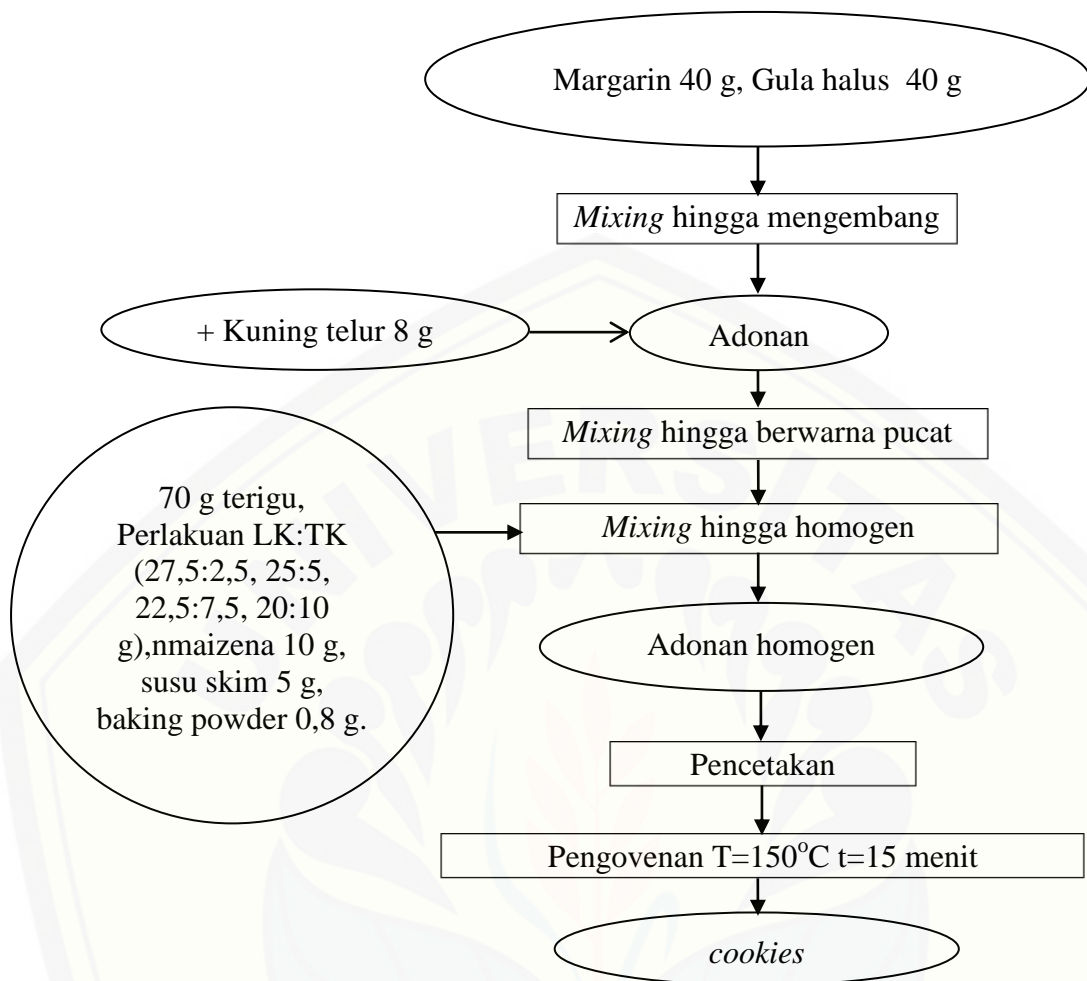 Margarin 40 g, Gula halus 40 g
Mixing hingga mengembang
+ Kuning telur 8 g
Adonan
Mixing hingga berwarna pucat
70 g terigu,
Perlakuan LK:TK
(27,5:2,5, 25:5,
22,5:7,5, 20:10
g),nmaizena 10 g,
susu skim 5 g,
baking powder 0,8 g.
Mixing hingga homogen
Adonan homogen
Pencetakan
Pengovenan T=150°C t=15 menit
cookies
UNIVERSITAS